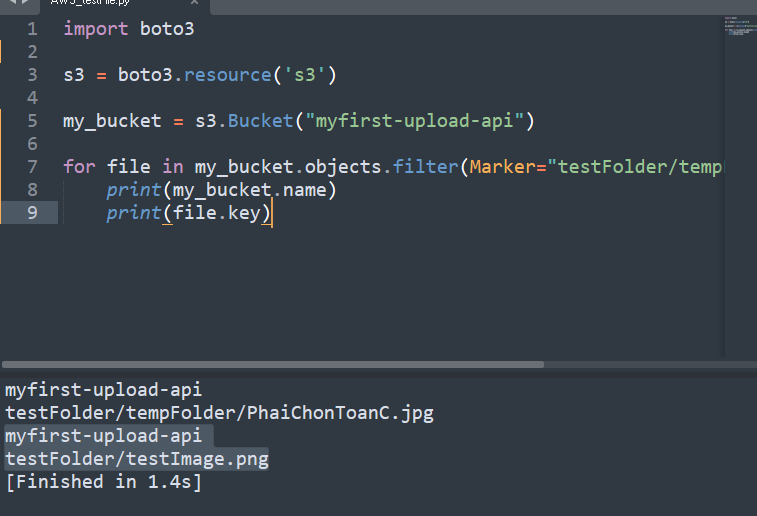 AWS_testFile.py ×
1 import boto3
2
3 s3 = boto3.resource('s3')
4
5 my_bucket = s3.Bucket("myfirst-upload-api")
6
7 for file in my_bucket.objects.filter(Marker="testFolder/temp
8 print(my_bucket.name)
9 print(file.key)
myfirst-upload-api
testFolder/tempFolder/PhaiChonToanC.jpg
myfirst-upload-api
testFolder/testImage.png
[Finished in 1.4s]